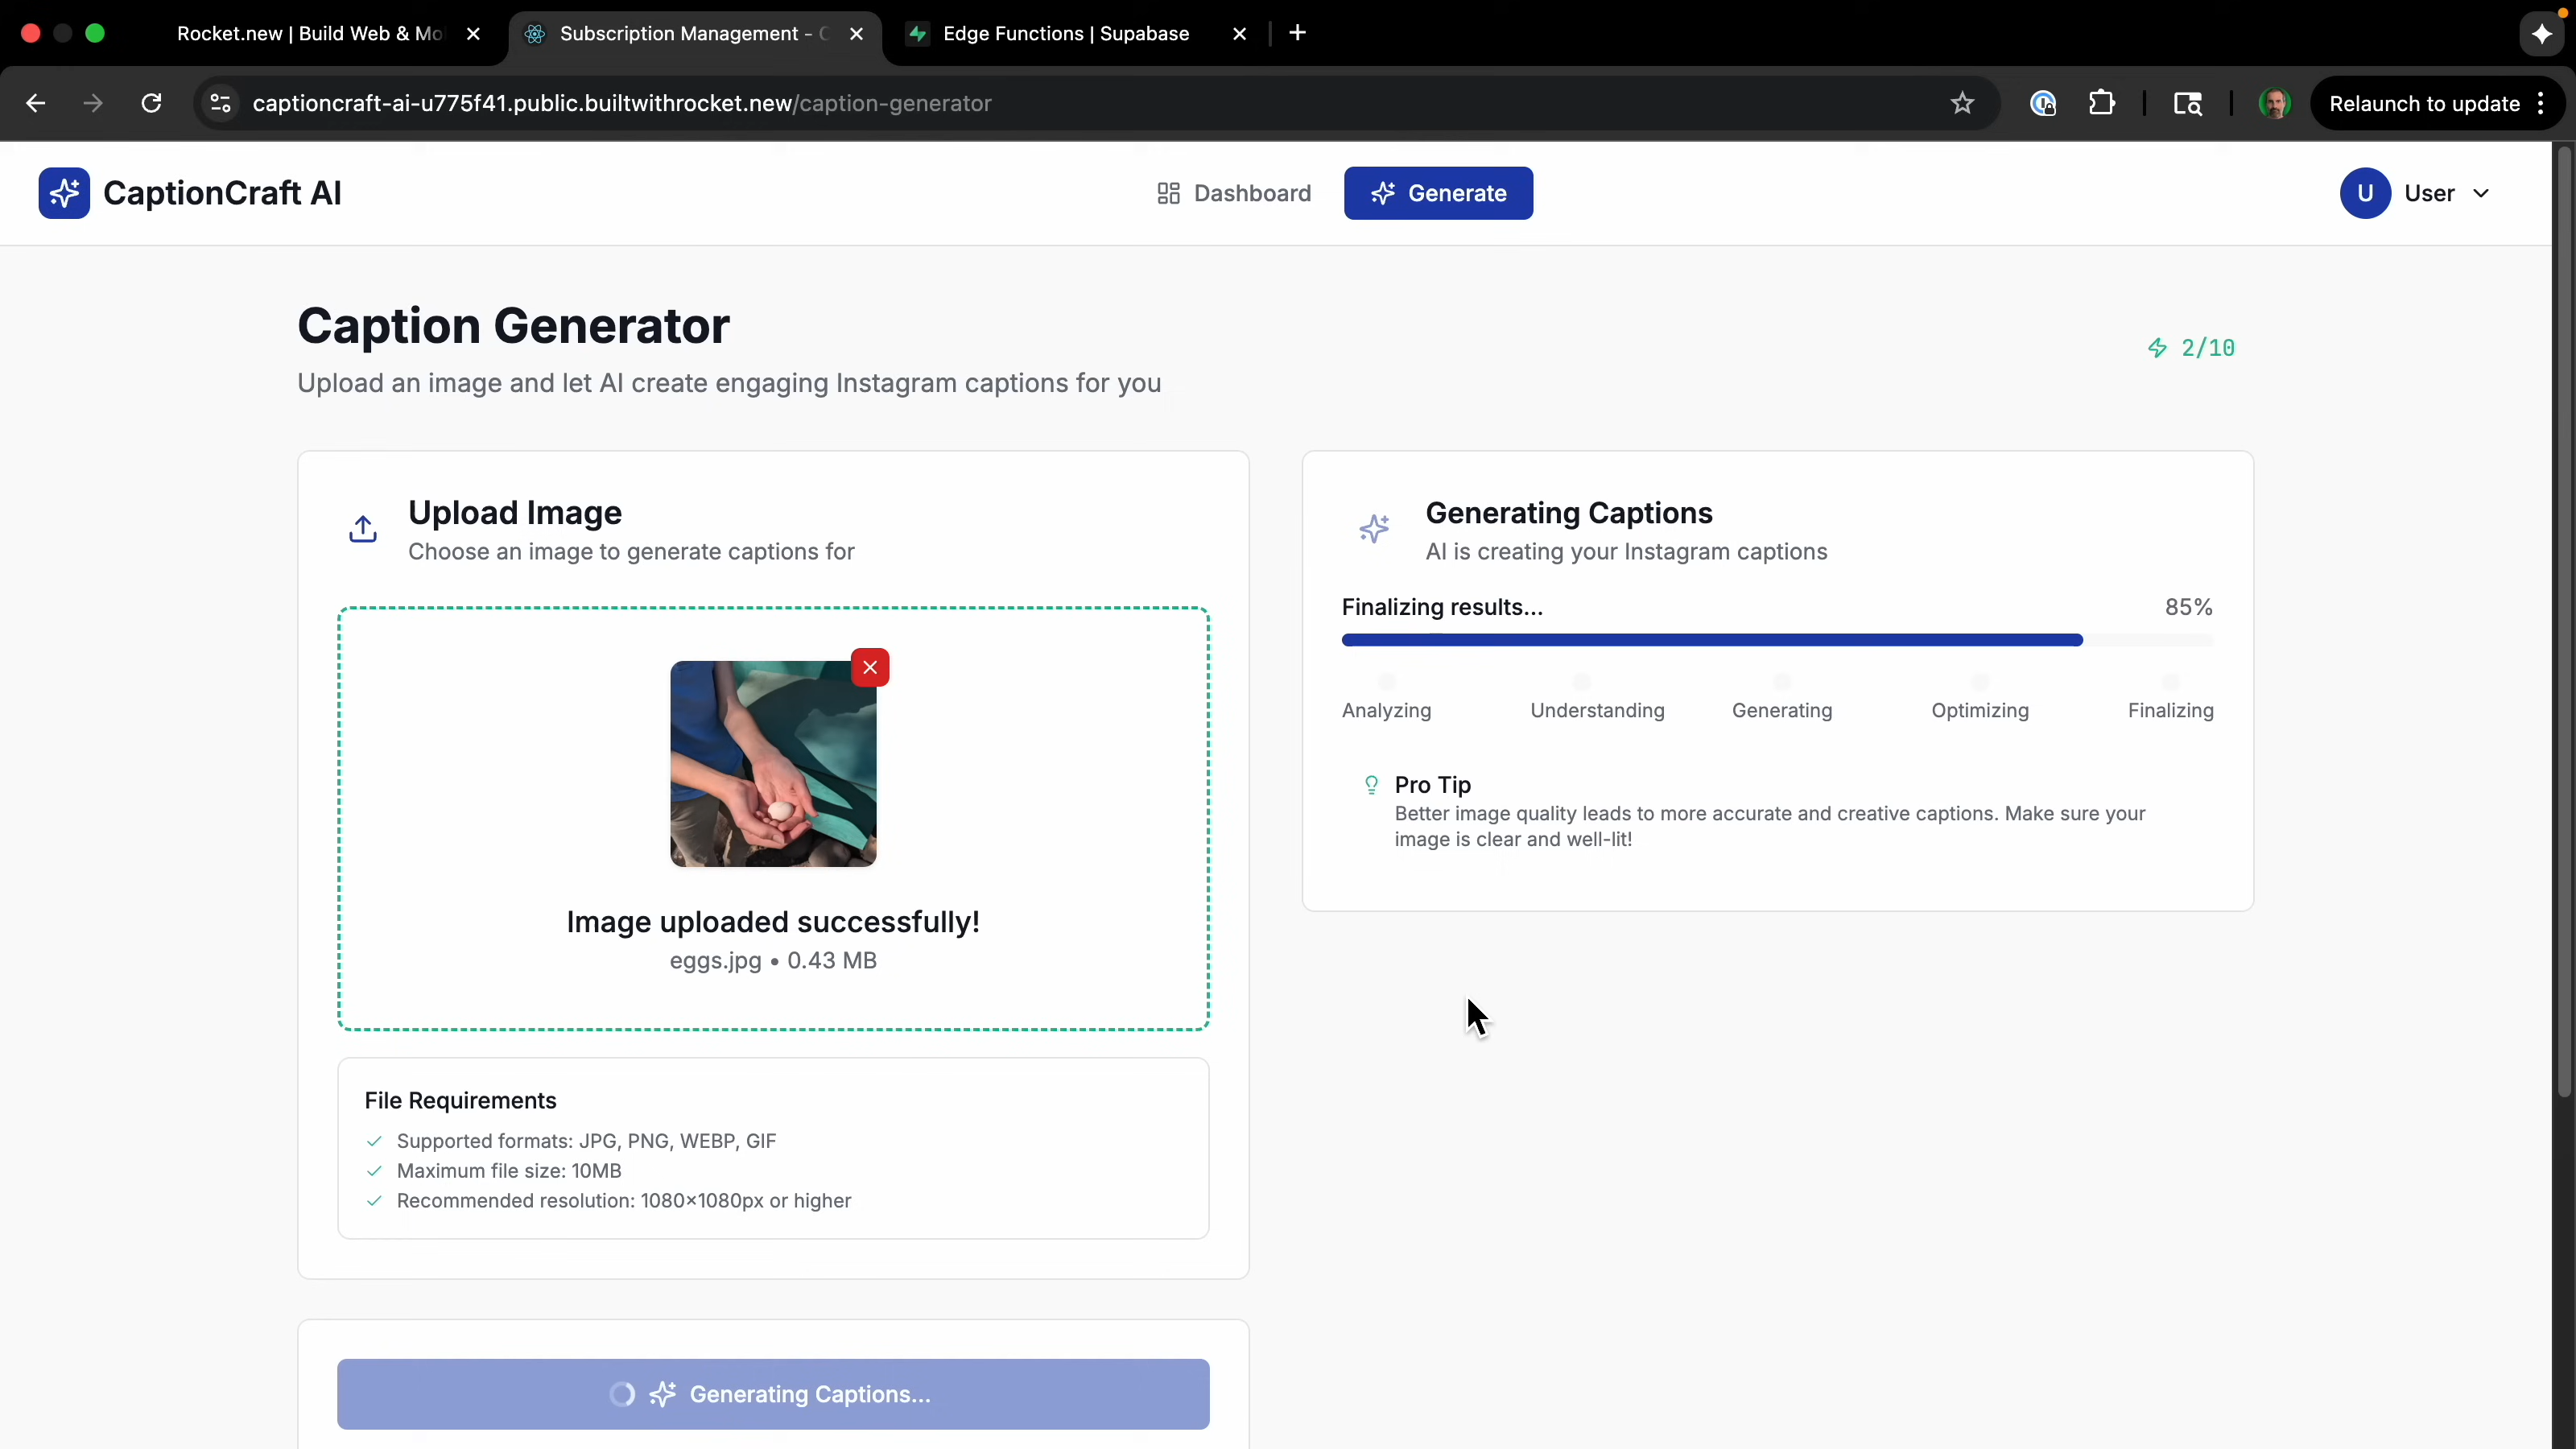 Rocket.new | Build Web & Mo
Subscription Management - C
Edge Functions | Supabase
captioncraft-ai-u775f41.public.builtwithrocket.new/caption-generator
Relaunch to update
CaptionCraft AI
Dashboard
Generate
U
User
Caption Generator
Upload an image and let AI create engaging Instagram captions for you
2/10
Upload Image
Choose an image to generate captions for
Image uploaded successfully!
eggs.jpg • 0.43 MB
File Requirements
Supported formats: JPG, PNG, WEBP, GIF
Maximum file size: 10MB
Recommended resolution: 1080×1080px or higher
Generating Captions...
Generating Captions
AI is creating your Instagram captions
Finalizing results...
85%
Analyzing
Understanding
Generating
Optimizing
Finalizing
Pro Tip
Better image quality leads to more accurate and creative captions. Make sure your
image is clear and well-lit!